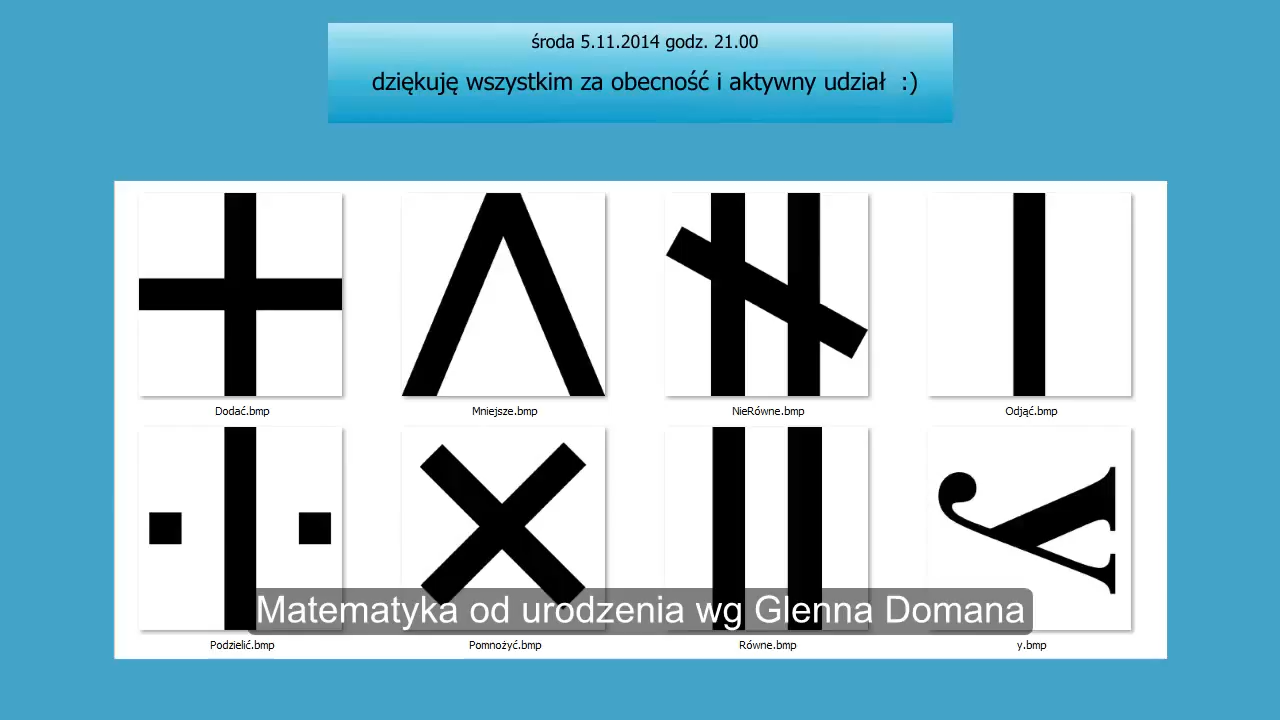 środa 5.11.2014 godz. 21.00
dziękuję wszystkim za obecność i aktywny udział :)
Dodać.bmp
Mniejsze.bmp
NieRówne.bmp
Odjąć.bmp
y
Matematyka od urodzenia wg Glenna Domana
Podzielić.bmp
Pomnożyć.bmp
Równe.bmp
y.bmp